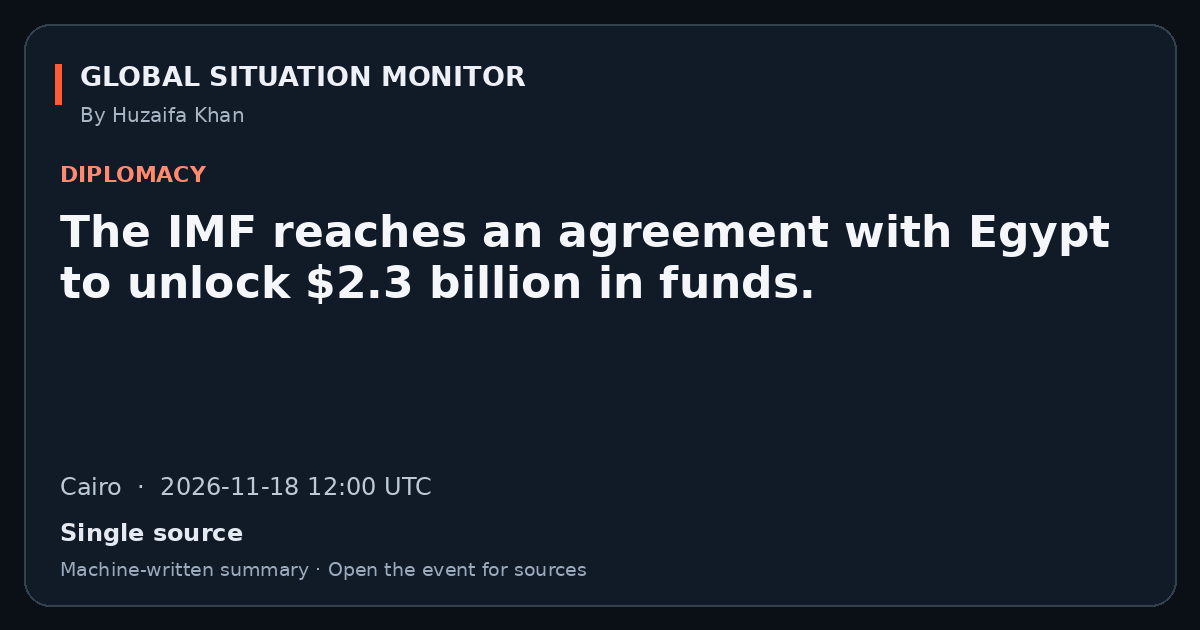 GLOBAL SITUATION MONITOR
By Huzaifa Khan
DIPLOMACY
The IMF reaches an agreement with Egypt
to unlock $2.3 billion in funds.
Cairo · 2026-11-18 12:00 UTC
Single source
Machine-written summary · Open the event for sources